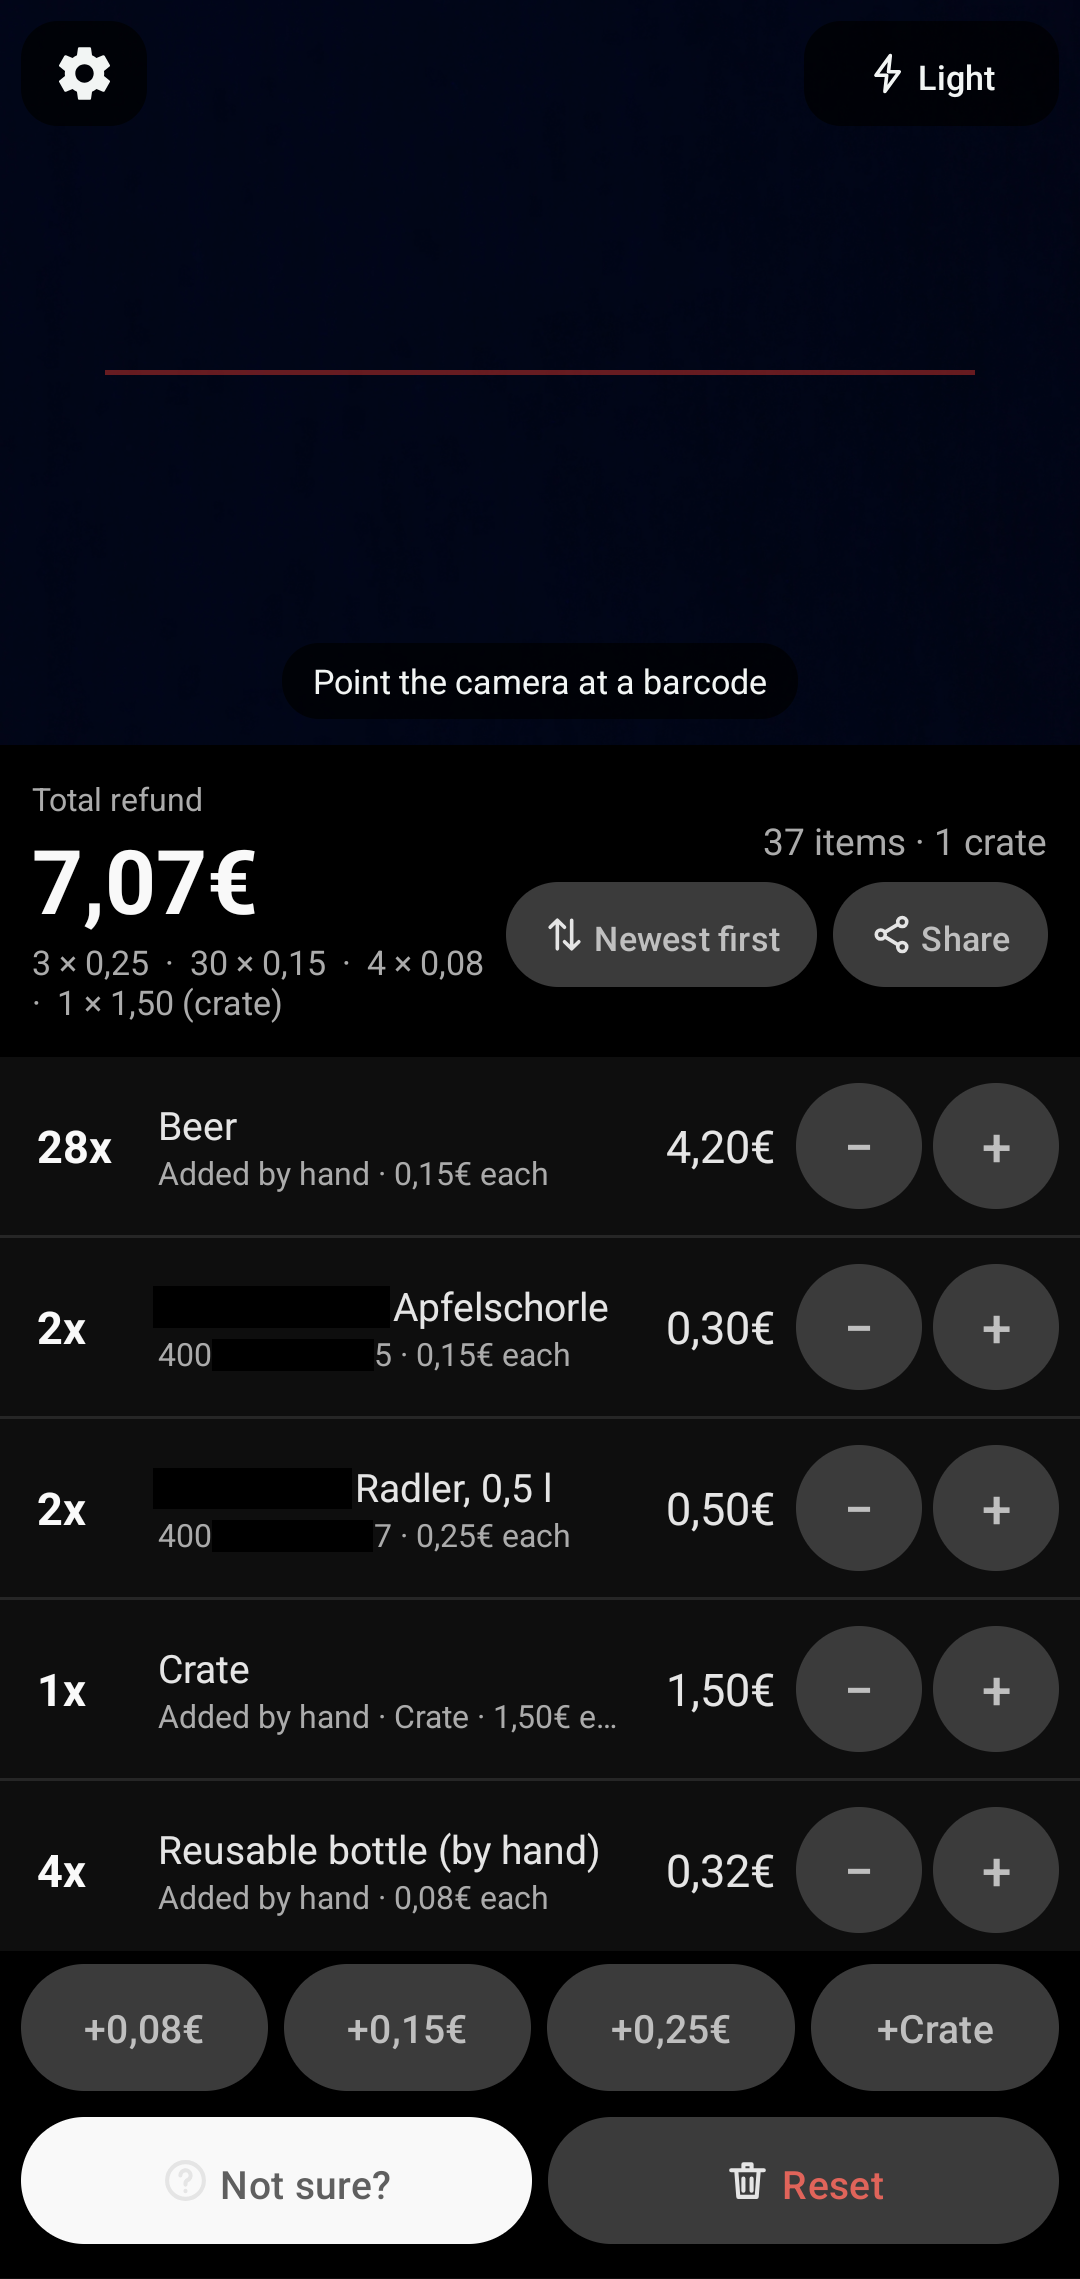 Light
Point the camera at a barcode
Total refund
7,07€
37 items · 1 crate
3 × 0,25 · 30 × 0,15 · 4 × 0,08
· 1 × 1,50 (crate)
Newest first
Share
28x
Beer
Added by hand · 0,15€ each
4,20€
−
+
2x
Apfelschorle
400 5 · 0,15€ each
0,30€
−
+
2x
Radler, 0,5 l
400 7 · 0,25€ each
0,50€
−
+
1x
Crate
Added by hand · Crate · 1,50€ e…
1,50€
−
+
4x
Reusable bottle (by hand)
Added by hand · 0,08€ each
0,32€
−
+
+0,08€
+0,15€
+0,25€
+Crate
Not sure?
Reset